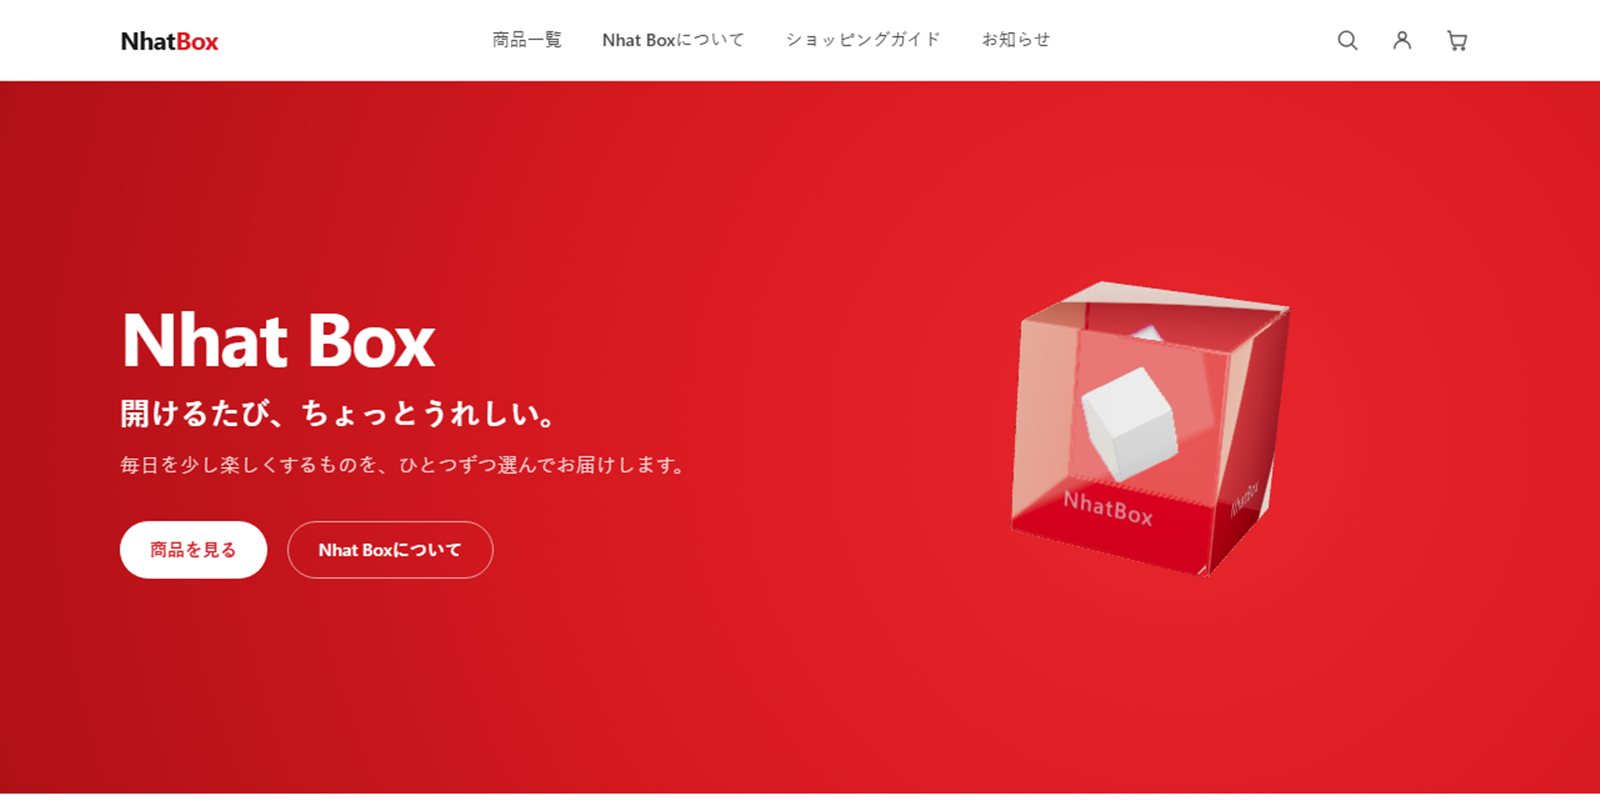 NhatBox
商品一覧
Nhat Boxについて
ショッピングガイド
お知らせ
Nhat Box
開けるたび、ちょっとうれしい。
毎日を少し楽しくするものを、ひとつずつ選んでお届けします。
商品を見る
Nhat Boxについて
NhatBox
NhatBox